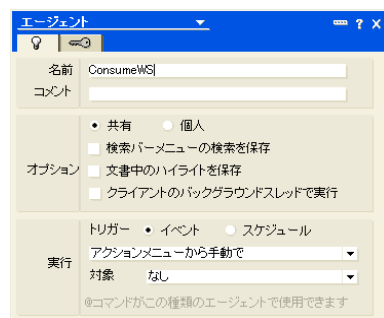 エージェント ? X
名前 ConsumeWS
コメント
共有 個人
検索バーメニューの検索を保存
オプション 文書中のハイライトを保存
クライアントのバックグラウンドスレッドで実行
トリガー イベント スケジュール
実行 アクションメニューから手動で
対象 なし
@コマンドがこの種類のエージェントで使用できます